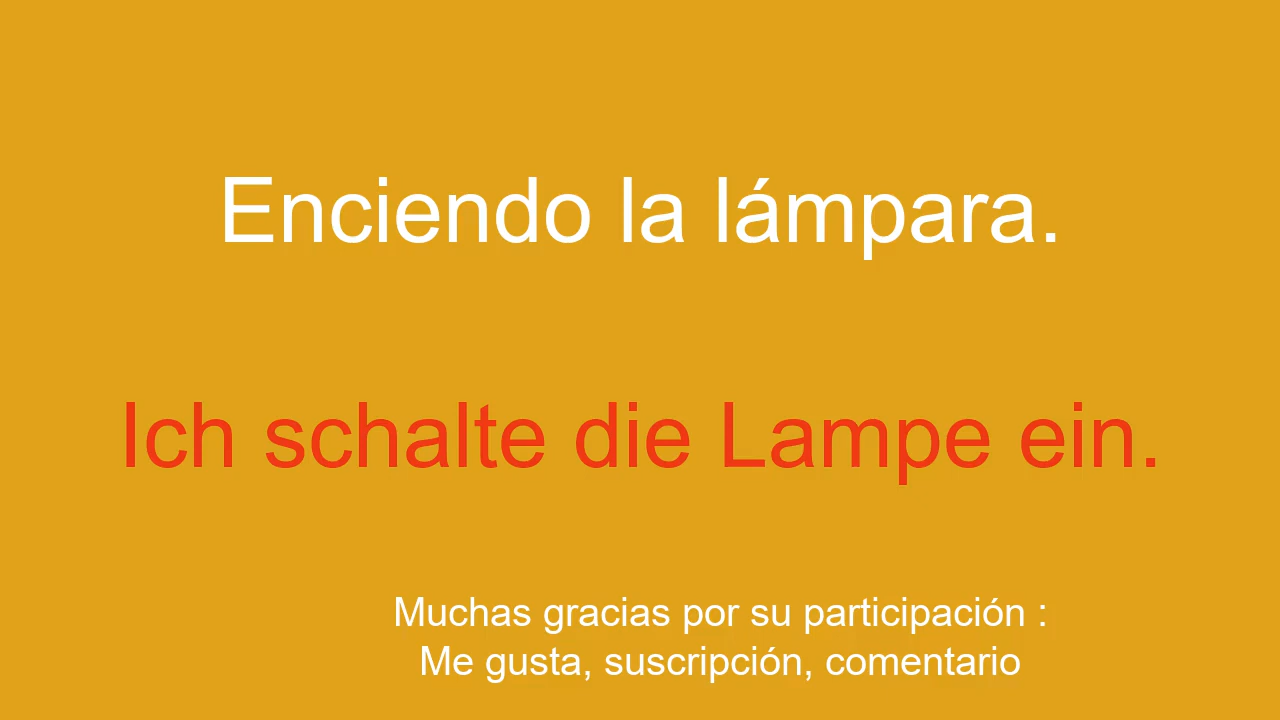 Enciendo la lámpara.
Ich schalte die Lampe ein.
Muchas gracias por su participación :
Me gusta, suscripción, comentario